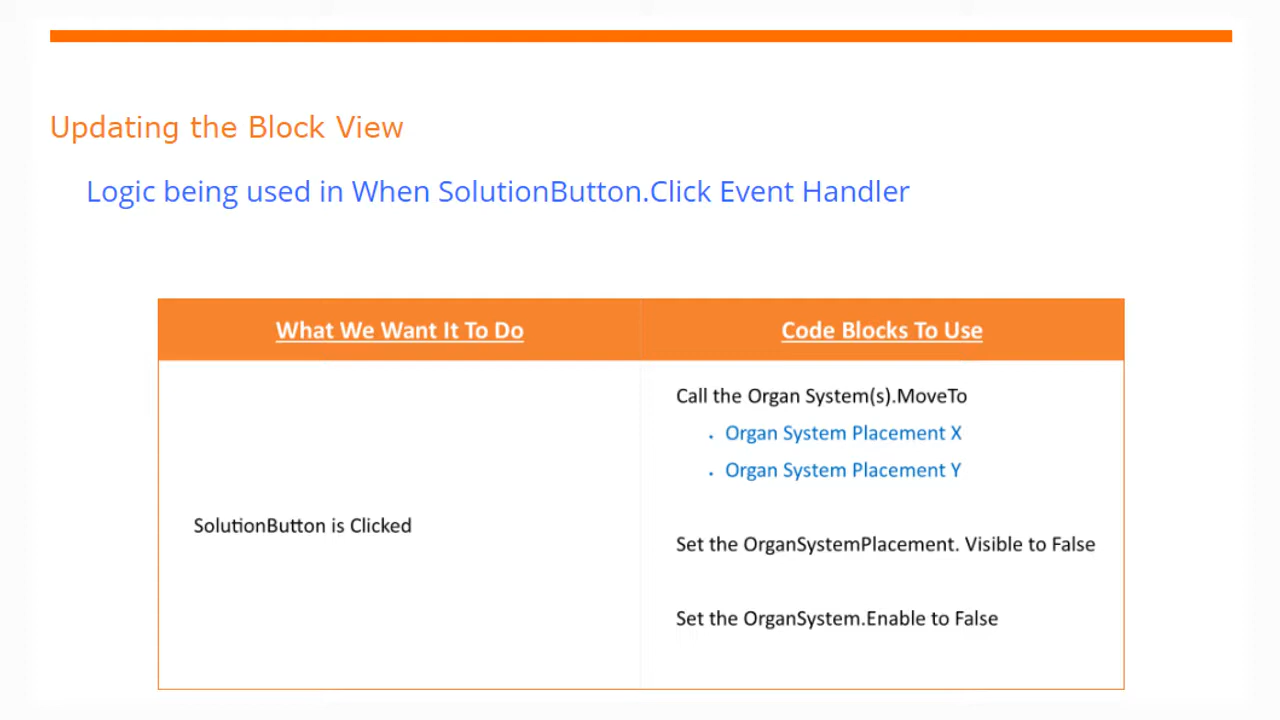 Updating the Block View
Logic being used in When SolutionButton.Click Event Handler
What We Want It To Do
Code Blocks To Use
SolutionButton is Clicked
Call the Organ System(s).MoveTo
• Organ System Placement X
• Organ System Placement Y
Set the OrganSystemPlacement. Visible to False
Set the OrganSystem.Enable to False